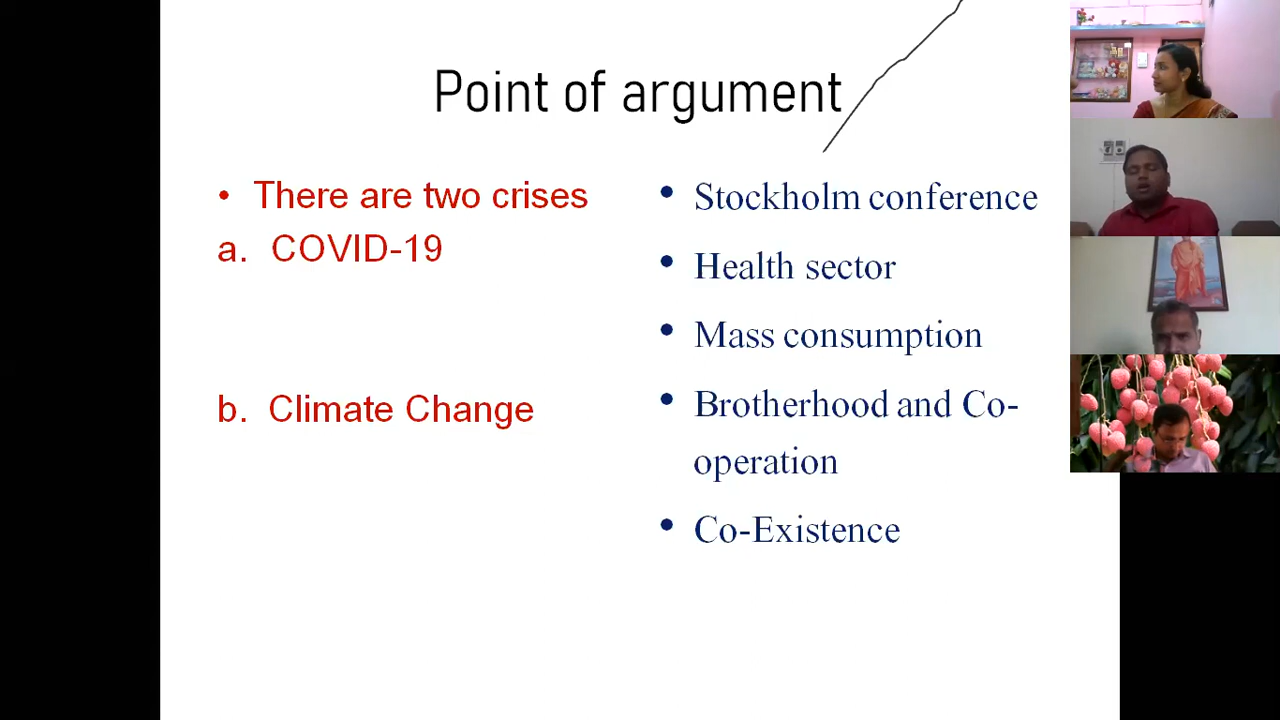 Point of argument
• There are two crises
a. COVID-19
b. Climate Change
• Stockholm conference
• Health sector
• Mass consumption
• Brotherhood and Co-
operation
• Co-Existence